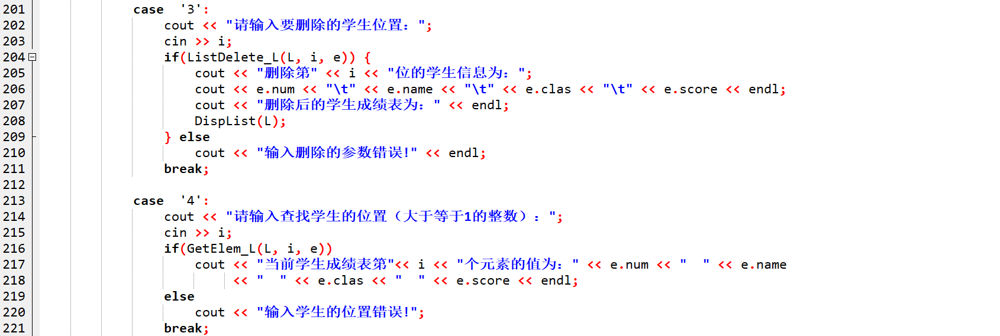 201 case  '3':
202 cout << "请输入要删除的学生位置：";
203 cin >> i;
204 if(ListDelete_L(L, i, e)) {
205 cout << "删除第" << i << "位的学生信息为：";
206 cout << e.num << "\t" << e.name << "\t" << e.clas << "\t" << e.score << endl;
207 cout << "删除后的学生成绩表为：" << endl;
208 DispList(L);
209 } else
210 cout << "输入删除的参数错误!" << endl;
211 break;
212
213 case  '4':
214 cout << "请输入查找学生的位置（大于等于1的整数）：";
215 cin >> i;
216 if(GetElem_L(L, i, e))
217 cout << "当前学生成绩表第"<< i << "个元素的值为：" << e.num << "  " << e.name
218 << "  " << e.clas << "  " << e.score << endl;
219 else
220 cout << "输入学生的位置错误!";
221 break;